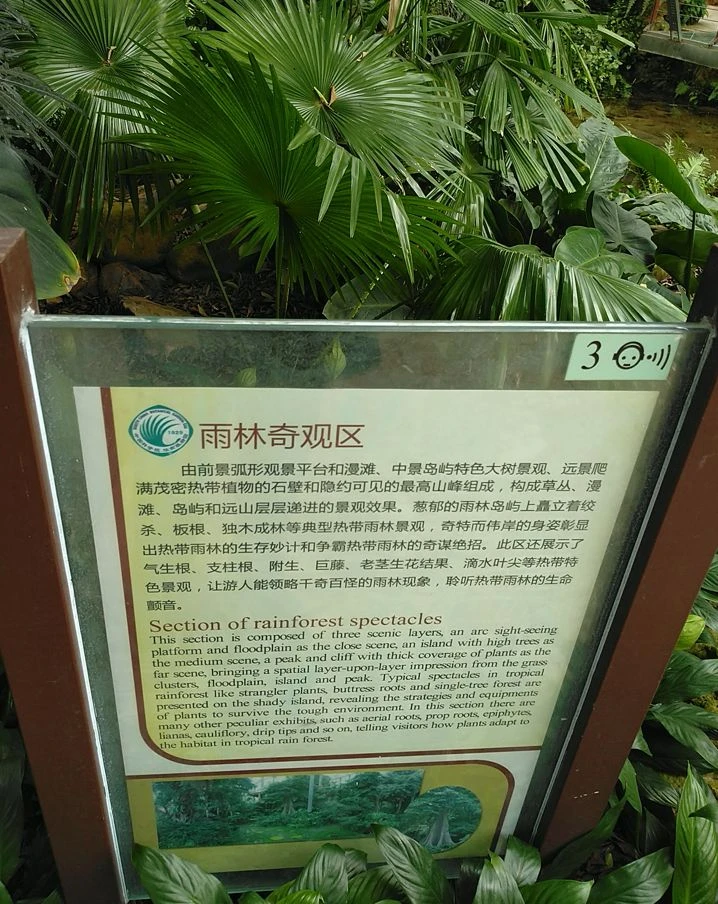 3
1929
雨林奇观区
由前景弧形观景平台和漫滩、中景岛屿特色大树景观、远景爬
满茂密热带植物的石壁和隐约可见的最高山峰组成，构成草丛、漫
滩、岛屿和远山层层递进的景观效果。葱郁的雨林岛屿上矗立着绞
杀、板根、独木成林等典型热带雨林景观，奇特而伟岸的身姿彰显
出热带雨林的生存妙计和争霸热带雨林的奇谋绝招。此区还展示了
气生根、支柱根、附生、巨藤、老茎生花结果、滴水叶尖等热带特
色景观，让游人能领略千奇百怪的雨林现象，聆听热带雨林的生命
颤音。
Section of rainforest spectacles
This section is composed of three scenic layers, an arc sight-seeing
platform and floodplain as the close scene, an island with high trees as
the medium scene, a peak and cliff with thick coverage of plants as the
far scene, bringing a spatial layer-upon-layer impression from the grass
clusters, floodplain, island and peak. Typical spectacles in tropical
rainforest like strangler plants, buttress roots and single-tree forest are
presented on the shady island, revealing the strategies and equipments
of plants to survive the tough environment. In this section there are
many other peculiar exhibits, such as aerial roots, prop roots, epiphytes,
lianas, cauliflory, drip tips and so on, telling visitors how plants adapt to
the habitat in tropical rain forest.